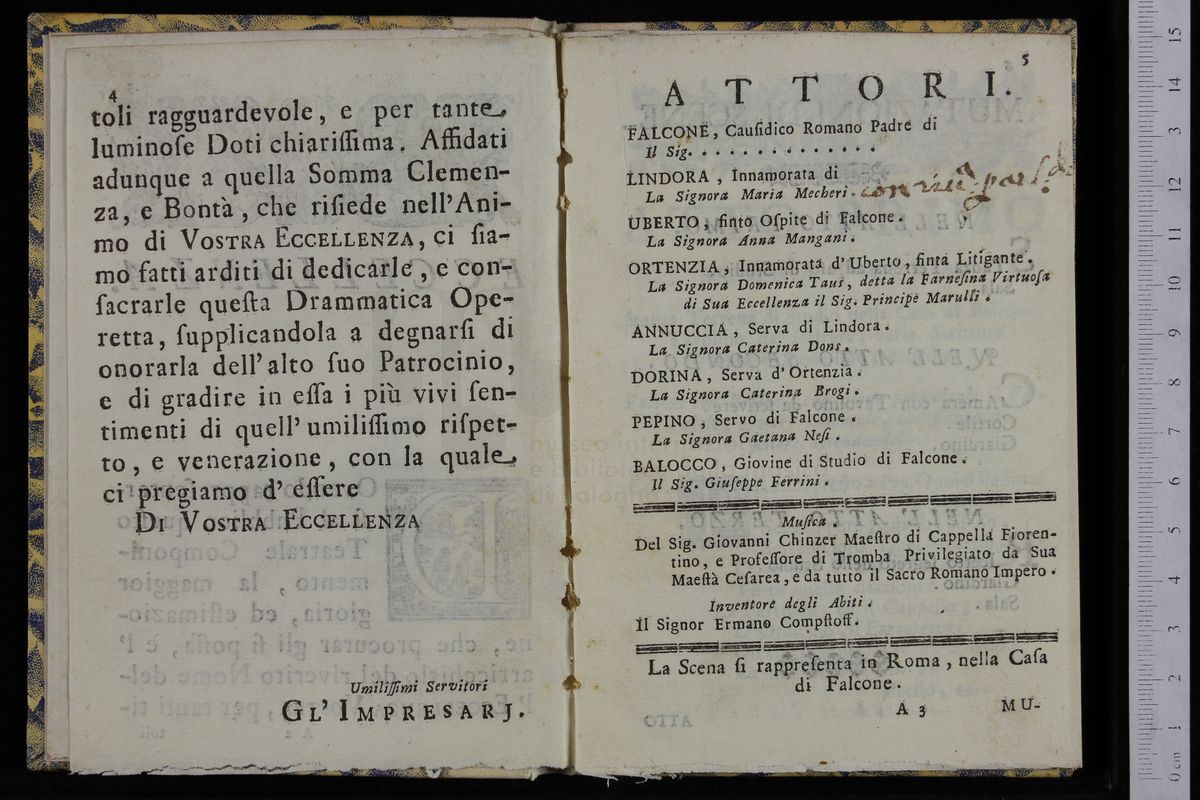 4
toli ragguardevole, e per tante
luminoſe Doti chiariſſima. Affidati
adunque a quella Somma Clemen-
za, e Bontà, che riſiede nell'Ani-
mo di VOSTRA ECCELLENZA, ci ſia-
mo fatti arditi di dedicarle, e con-
ſacrarle queſta Drammatica Ope-
retta, ſupplicandola a degnarſi di
onorarla dell'alto ſuo Patrocinio,
e di gradire in eſſa i più vivi ſen-
timenti di quell'umiliſſimo riſpet-
to, e venerazione, con la quale
ci pregiamo d'eſſere
DI VOSTRA ECCELLENZA
Umiliſſimi Servitori
GL'IMPRESARJ.
5
ATTORI.
FALCONE, Cauſidico Romano Padre di
Il Sig. . . . . . . . . . . . . . .
LINDORA, Innamorata di
La Signora Maria Mecheri.
UBERTO, finto Oſpite di Falcone.
La Signora Anna Mangani.
ORTENZIA, Innamorata d'Uberto, finta Litigante.
La Signora Domenica Taus, detta la Farneſina Virtuoſa
di Sua Eccellenza il Sig. Principe Marulli.
ANNUCCIA, Serva di Lindora.
La Signora Caterina Dons.
DORINA, Serva d'Ortenzia.
La Signora Caterina Brogi.
PEPINO, Servo di Falcone.
La Signora Gaetana Neſi.
BALOCCO, Giovine di Studio di Falcone.
Il Sig. Giuſeppe Ferrini.
Muſica.
Del Sig. Giovanni Chinzer Maeſtro di Cappella Fioren-
tino, e Profeſſore di Tromba Privilegiato da Sua
Maeſtà Ceſarea, e da tutto il Sacro Romano Impero.
Inventore degli Abiti.
Il Signor Ermano Compſtoff.
La Scena ſi rappreſenta in Roma, nella Caſa
di Falcone.
A 3 MU-